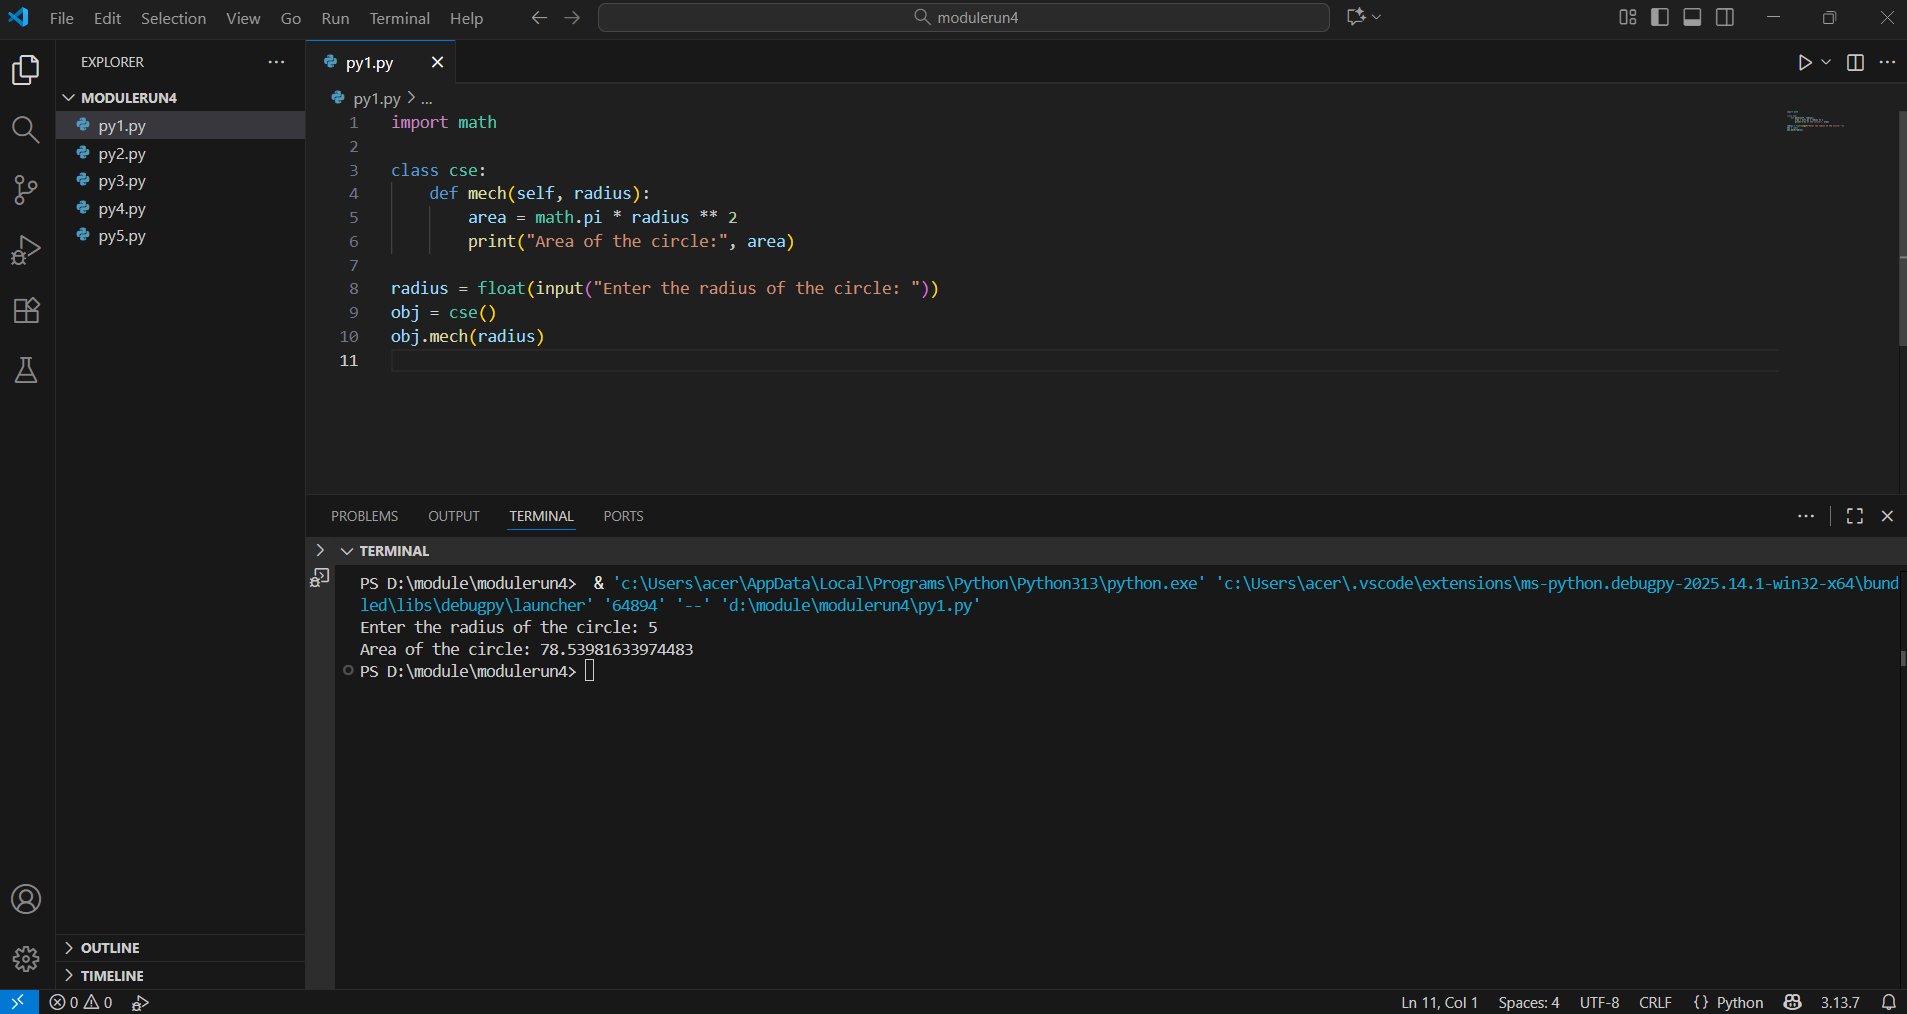 File Edit Selection View Go Run Terminal Help
modulerun4
EXPLORER
MODULERUN4
py1.py
py2.py
py3.py
py4.py
py5.py
OUTLINE
TIMELINE
py1.py
py1.py > ...
1 import math
2
3 class cse:
4     def mech(self, radius):
5         area = math.pi * radius ** 2
6         print("Area of the circle:", area)
7
8 radius = float(input("Enter the radius of the circle: "))
9 obj = cse()
10 obj.mech(radius)
11
PROBLEMS OUTPUT TERMINAL PORTS
TERMINAL
PS D:\module\modulerun4>  & 'c:\Users\acer\AppData\Local\Programs\Python\Python313\python.exe' 'c:\Users\acer\.vscode\extensions\ms-python.debugpy-2025.14.1-win32-x64\bund
led\libs\debugpy\launcher' '64894' '--' 'd:\module\modulerun4\py1.py'
Enter the radius of the circle: 5
Area of the circle: 78.53981633974483
PS D:\module\modulerun4>
0 0
Ln 11, Col 1 Spaces: 4 UTF-8 CRLF {} Python 3.13.7